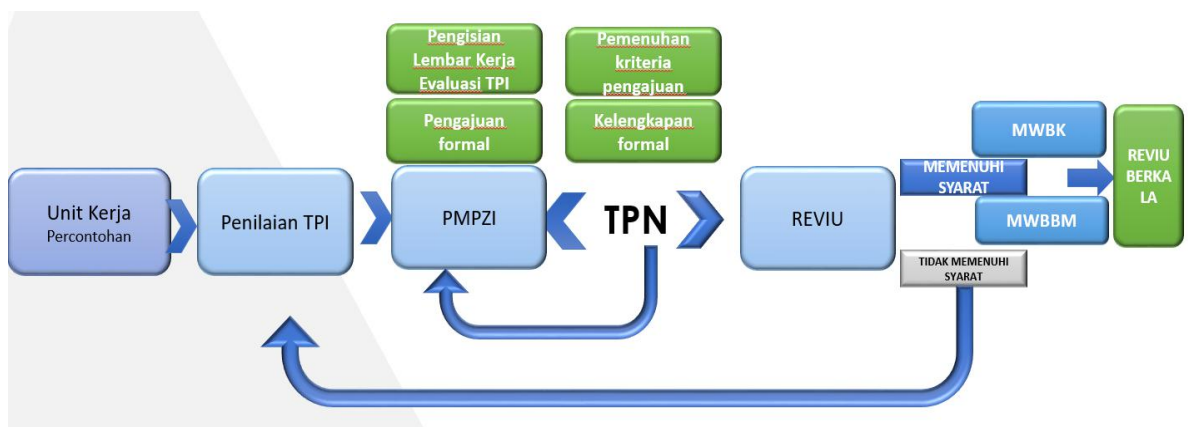 Pengisian
Lembar Kerja
Evaluasi TPI
Pemenuhan
kriteria
pengajuan
Pengajuan
formal
Kelengkapan
formal
Unit Kerja
Percontohan
Penilaian TPI
PMPZI
TPN
REVIU
MEMENUHI
SYARAT
MWBK
MWBBM
TIDAK MEMENUHI
SYARAT
REVIU
BERKA
LA